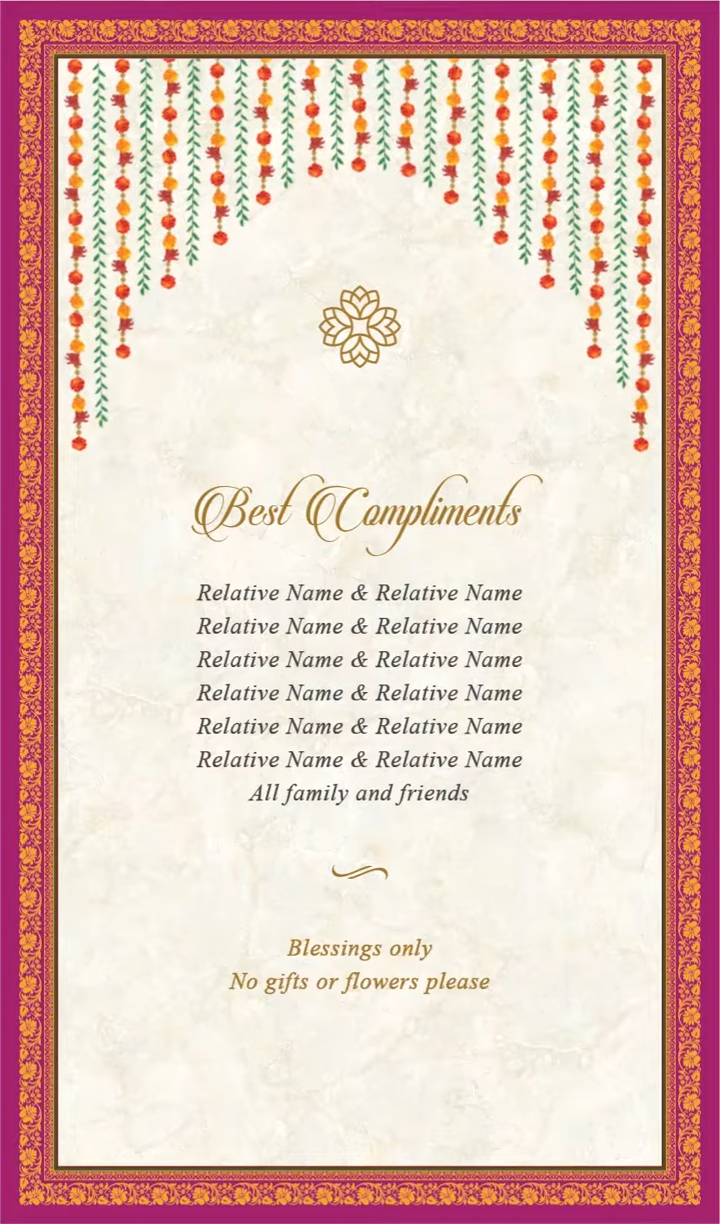 Best Compliments
Relative Name & Relative Name
Relative Name & Relative Name
Relative Name & Relative Name
Relative Name & Relative Name
Relative Name & Relative Name
Relative Name & Relative Name
All family and friends
Blessings only
No gifts or flowers please